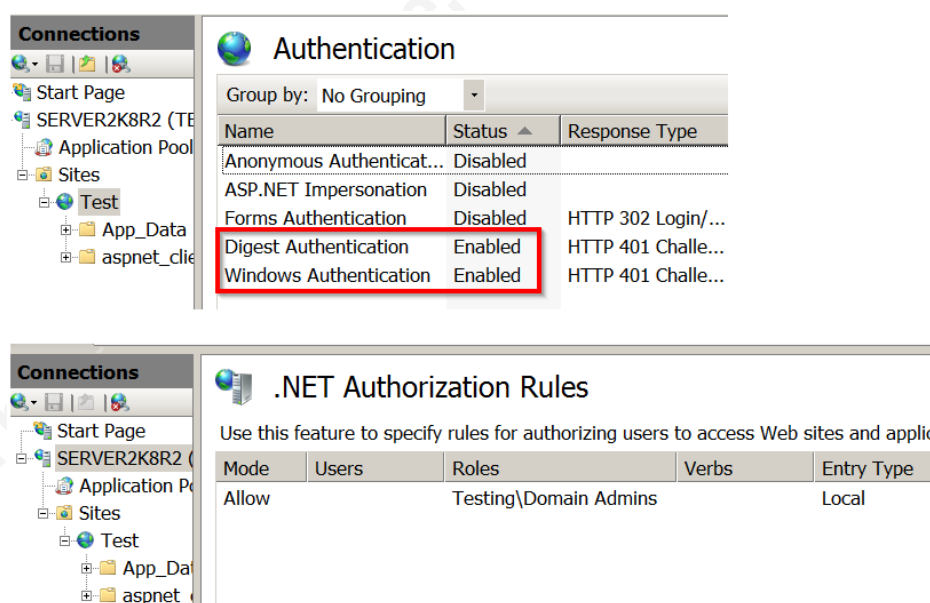 Connections
Authentication
Start Page
Group by: No Grouping
SERVER2K8R2 (TE
Name Status Response Type
Application Pool
Anonymous Authenticat... Disabled
Sites
ASP.NET Impersonation Disabled
Test
Forms Authentication Disabled HTTP 302 Login/...
App_Data
Digest Authentication Enabled HTTP 401 Challe...
aspnet_clie
Windows Authentication Enabled HTTP 401 Challe...
Connections
.NET Authorization Rules
Start Page
Use this feature to specify rules for authorizing users to access Web sites and applic
SERVER2K8R2 (
Mode Users Roles Verbs Entry Type
Application Po
Allow Testing\Domain Admins Local
Sites
Test
App_Dat
aspnet_